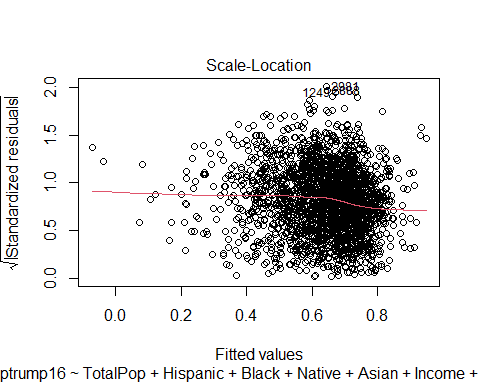 Scale-Location
2.0
1.5
1.0
0.5
0.0
√|Standardized residuals|
0.0 0.2 0.4 0.6 0.8
Fitted values
ptrump16 ~ TotalPop + Hispanic + Black + Native + Asian + Income +